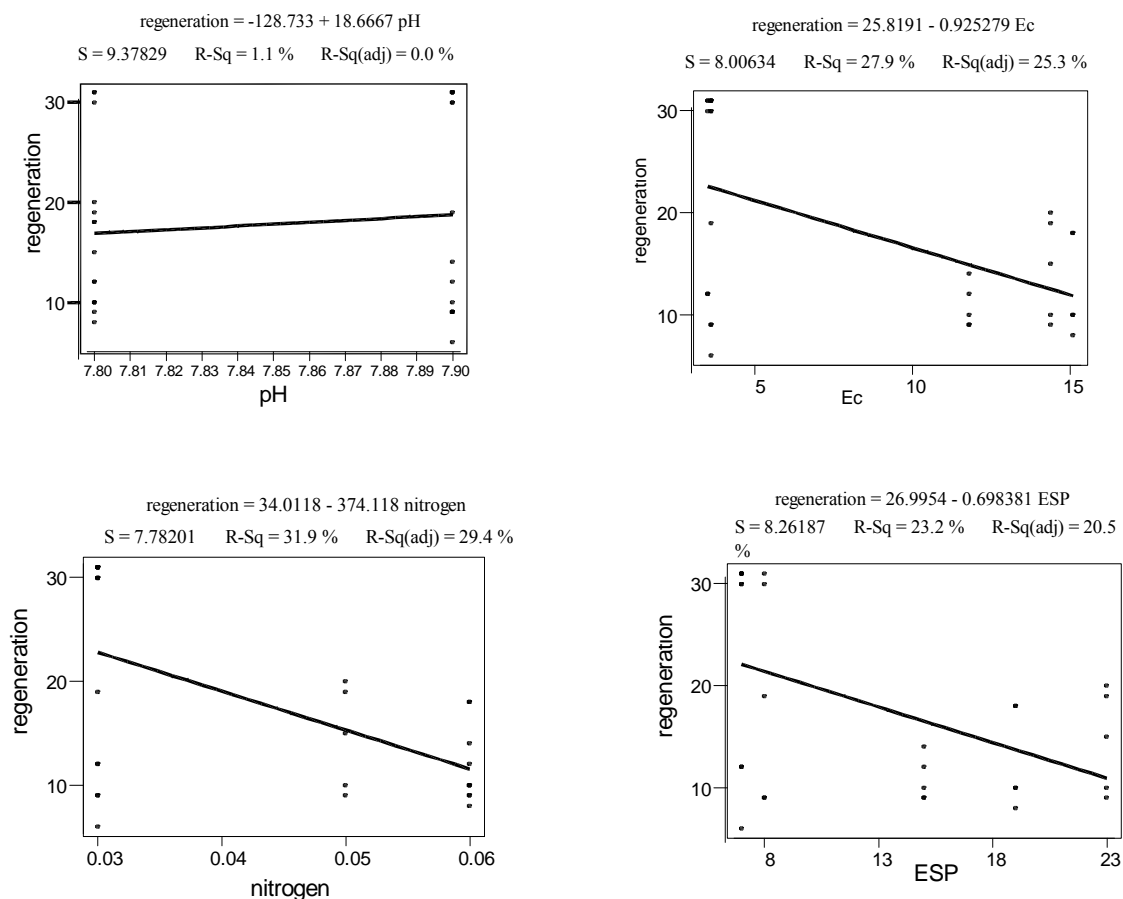 regeneration = -128.733 + 18.6667 pH
S = 9.37829 R-Sq = 1.1 % R-Sq(adj) = 0.0 %
30
20
10
regeneration
7.80 7.81 7.82 7.83 7.84 7.85 7.86 7.87 7.88 7.89 7.90
pH
regeneration = 25.8191 - 0.925279 Ec
S = 8.00634 R-Sq = 27.9 % R-Sq(adj) = 25.3 %
30
20
10
regeneration
5 10 15
Ec
regeneration = 34.0118 - 374.118 nitrogen
S = 7.78201 R-Sq = 31.9 % R-Sq(adj) = 29.4 %
30
20
10
regeneration
0.03 0.04 0.05 0.06
nitrogen
regeneration = 26.9954 - 0.698381 ESP
S = 8.26187 R-Sq = 23.2 % R-Sq(adj) = 20.5
%
30
20
10
regeneration
8 13 18 23
ESP